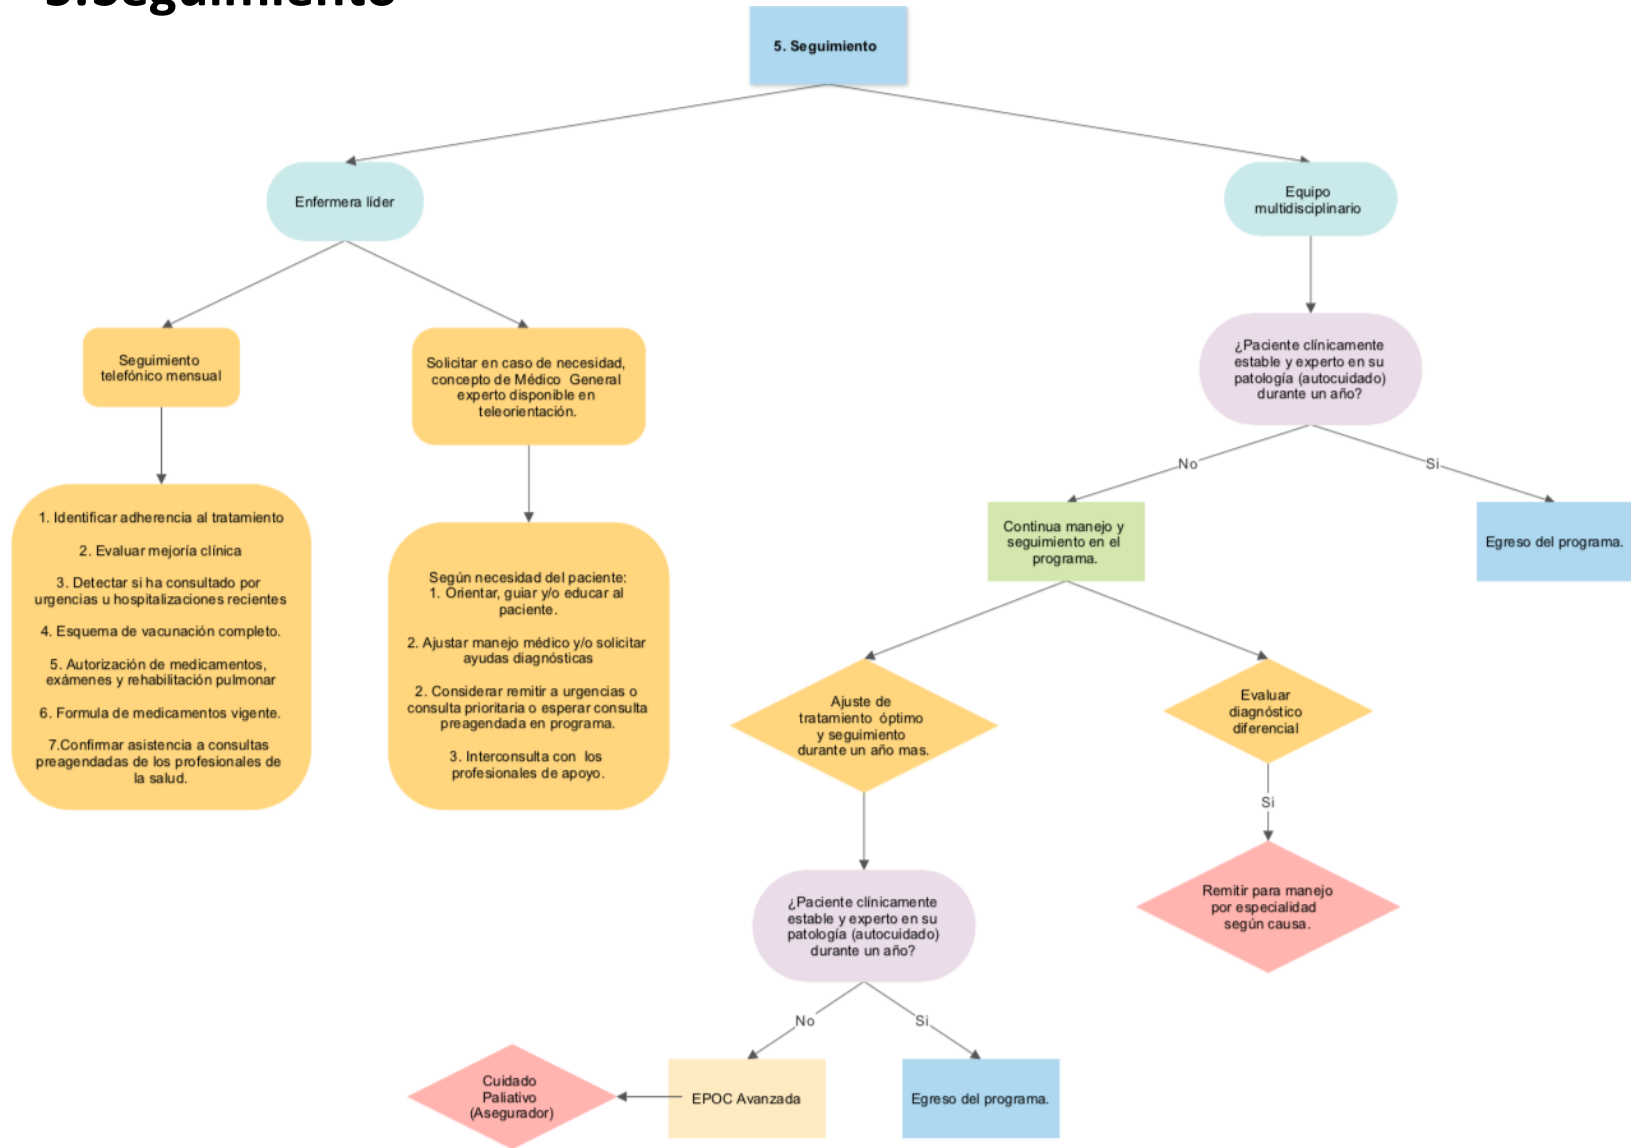 5.Seguimiento
5. Seguimiento
Enfermera líder
Equipo
multidisciplinario
Seguimiento
telefónico mensual
Solicitar en caso de necesidad,
concepto de Médico General
experto disponible en
teleorientación.
¿Paciente clínicamente
estable y experto en su
patología (autocuidado)
durante un año?
No
Si
1. Identificar adherencia al tratamiento
2. Evaluar mejoría clínica
3. Detectar si ha consultado por
urgencias u hospitalizaciones recientes
4. Esquema de vacunación completo.
5. Autorización de medicamentos,
exámenes y rehabilitación pulmonar
6. Formula de medicamentos vigente.
7.Confirmar asistencia a consultas
preagendadas de los profesionales de
la salud.
Según necesidad del paciente:
1. Orientar, guiar y/o educar al
paciente.
2. Ajustar manejo médico y/o solicitar
ayudas diagnósticas
2. Considerar remitir a urgencias o
consulta prioritaria o esperar consulta
preagendada en programa.
3. Interconsulta con los
profesionales de apoyo.
Continua manejo y
seguimiento en el
programa.
Egreso del programa.
Ajuste de
tratamiento óptimo
y seguimiento
durante un año mas.
Evaluar
diagnóstico
diferencial
Si
Remitir para manejo
por especialidad
según causa.
¿Paciente clínicamente
estable y experto en su
patología (autocuidado)
durante un año?
No
Si
Cuidado
Paliativo
(Asegurador)
EPOC Avanzada
Egreso del programa.